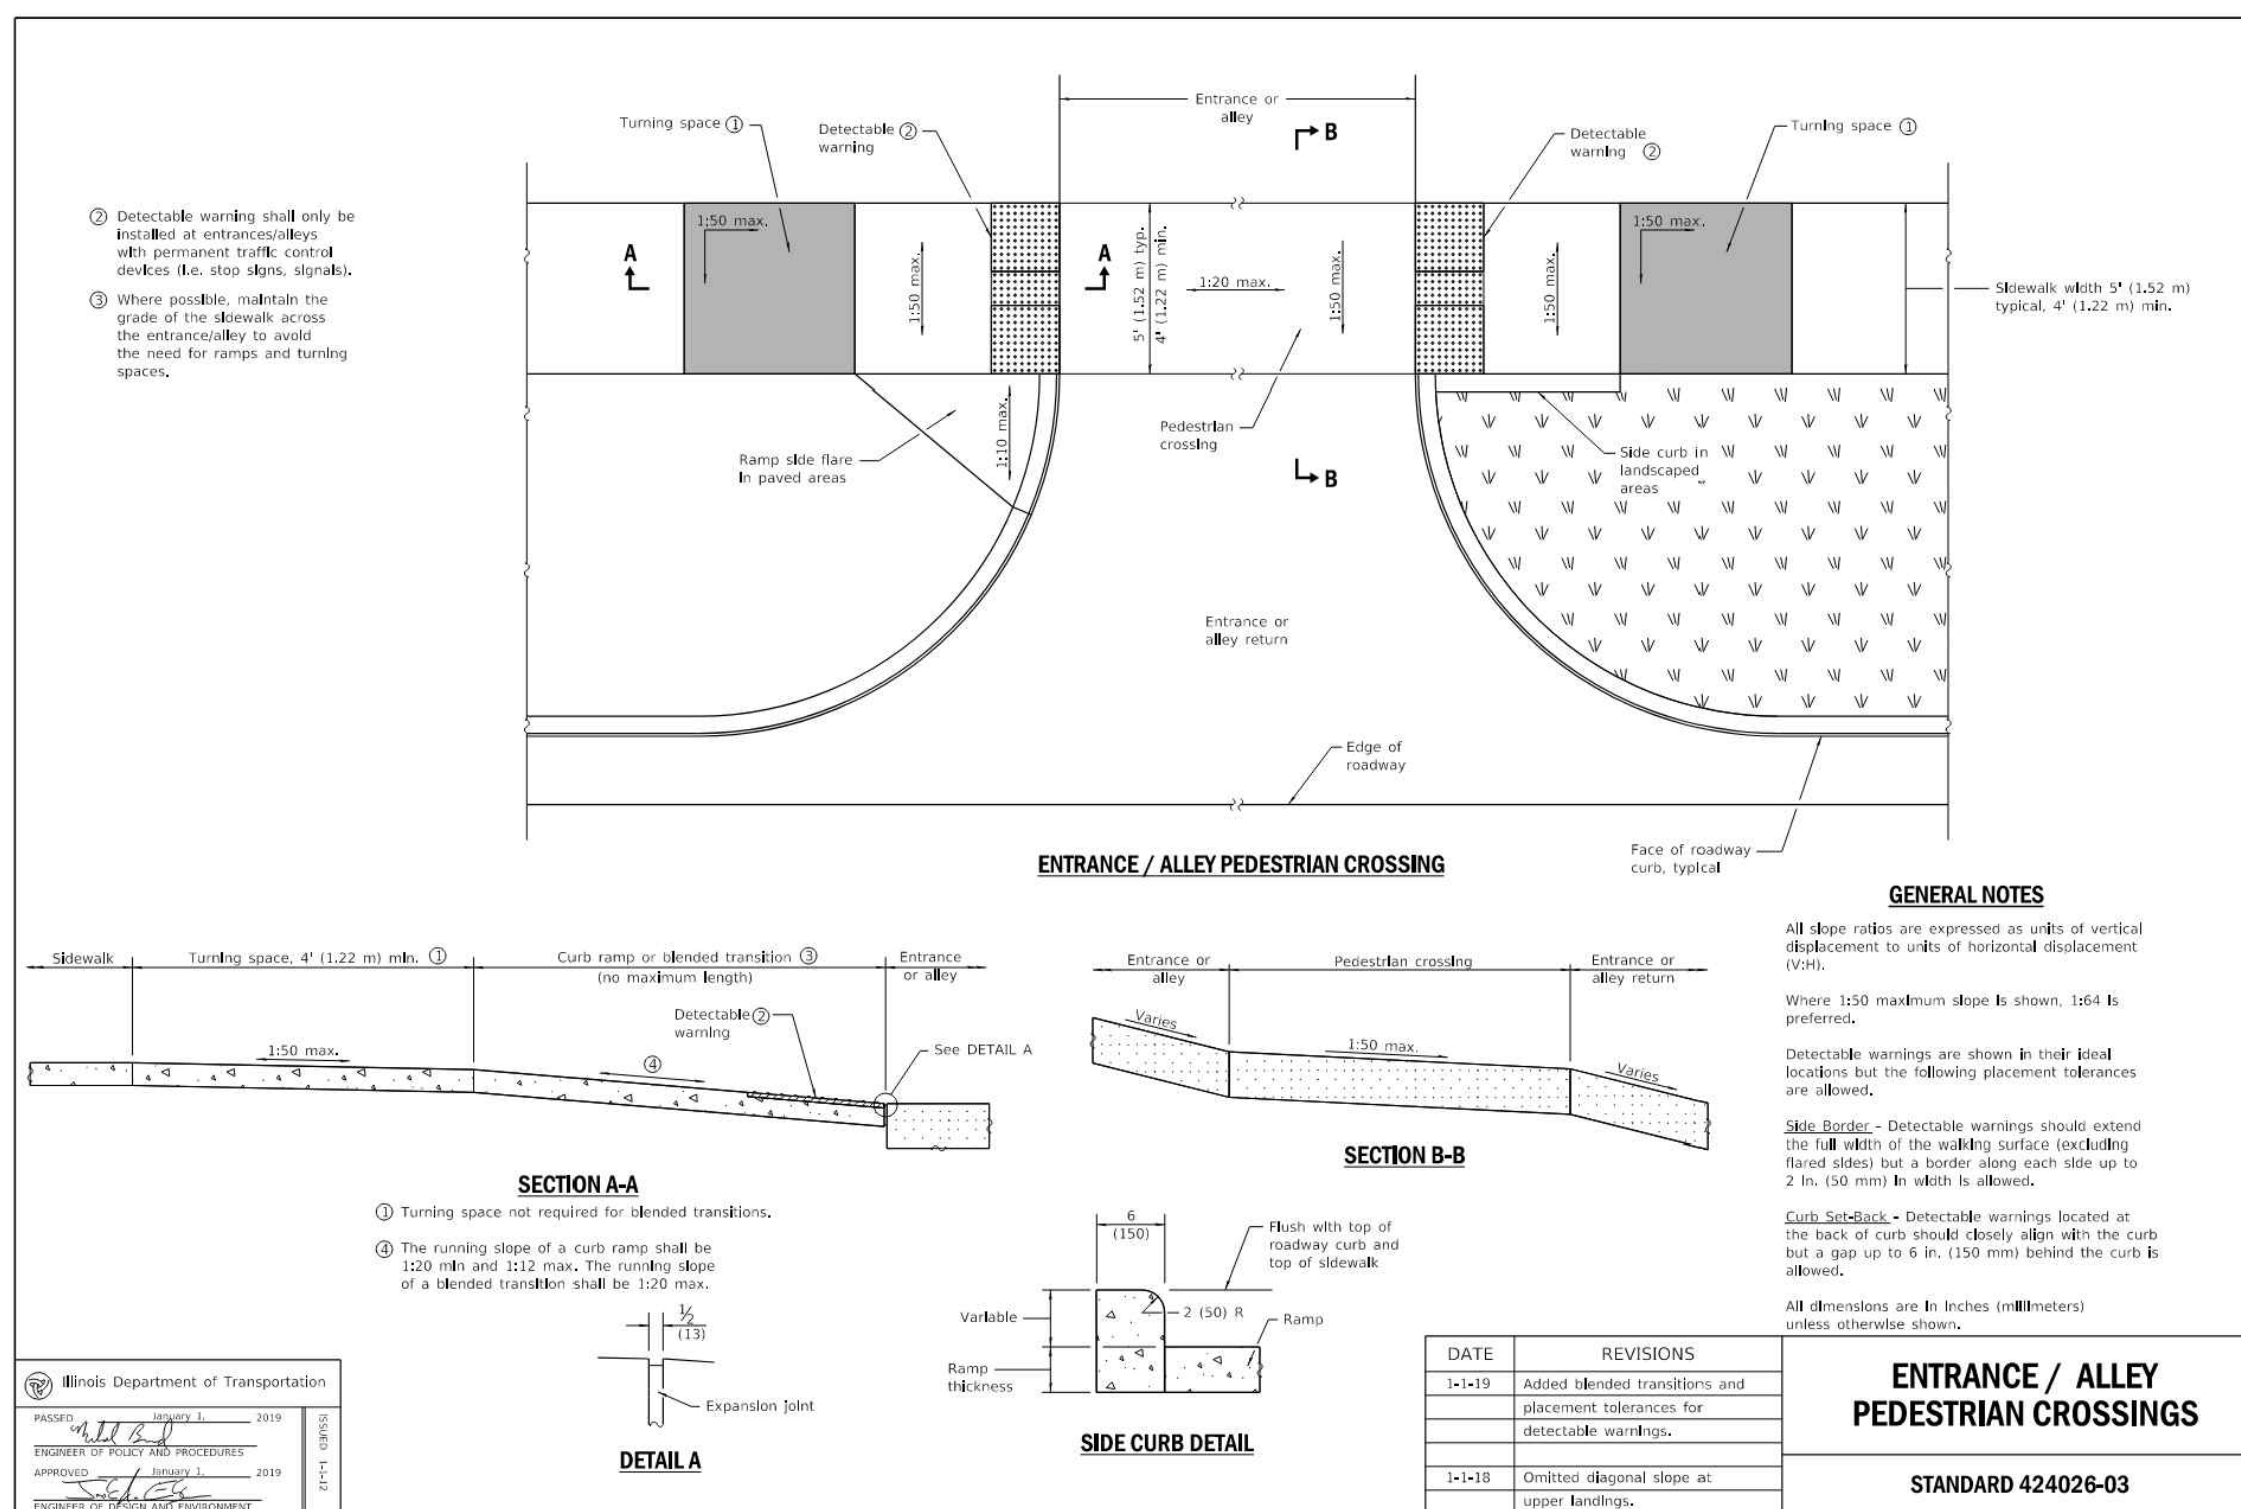 Entrance or
alley
B
Turning space ①
Detectable ②
warning
Detectable
warning ②
Turning space ①
② Detectable warning shall only be
installed at entrances/alleys
with permanent traffic control
devices (i.e. stop signs, signals).
③ Where possible, maintain the
grade of the sidewalk across
the entrance/alley to avoid
the need for ramps and turning
spaces.
1:50 max.
A
1:50 max.
A
5' (1.52 m) typ.
4' (1.22 m) min.
1:20 max.
1:50 max.
1:50 max.
1:50 max.
Sidewalk width 5' (1.52 m)
typical, 4' (1.22 m) min.
1:10 max.
Ramp side flare
in paved areas
Pedestrian
crossing
B
Side curb in
landscaped
areas
Entrance or
alley return
Edge of
roadway
Face of roadway
curb, typical
ENTRANCE / ALLEY PEDESTRIAN CROSSING
Sidewalk
Turning space, 4' (1.22 m) min. ①
Curb ramp or blended transition ③
(no maximum length)
Entrance
or alley
Detectable ②
warning
1:50 max.
④
See DETAIL A
SECTION A-A
① Turning space not required for blended transitions.
④ The running slope of a curb ramp shall be
1:20 min and 1:12 max. The running slope
of a blended transition shall be 1:20 max.
Entrance or
alley
Pedestrian crossing
Entrance or
alley return
Varies
1:50 max.
Varies
SECTION B-B
1/2
(13)
Expansion joint
DETAIL A
6
(150)
Flush with top of
roadway curb and
top of sidewalk
Variable
2 (50) R
Ramp
Ramp
thickness
SIDE CURB DETAIL
GENERAL NOTES
All slope ratios are expressed as units of vertical
displacement to units of horizontal displacement
(V:H).
Where 1:50 maximum slope is shown, 1:64 is
preferred.
Detectable warnings are shown in their ideal
locations but the following placement tolerances
are allowed.
Side Border - Detectable warnings should extend
the full width of the walking surface (excluding
flared sides) but a border along each side up to
2 in. (50 mm) in width is allowed.
Curb Set-Back - Detectable warnings located at
the back of curb should closely align with the curb
but a gap up to 6 in. (150 mm) behind the curb is
allowed.
All dimensions are in inches (millimeters)
unless otherwise shown.
Illinois Department of Transportation
PASSED January 1, 2019
ENGINEER OF POLICY AND PROCEDURES
APPROVED January 1, 2019
ENGINEER OF DESIGN AND ENVIRONMENT
ISSUED 1-1-12
DATE REVISIONS
1-1-19 Added blended transitions and
placement tolerances for
detectable warnings.
1-1-18 Omitted diagonal slope at
upper landings.
ENTRANCE / ALLEY
PEDESTRIAN CROSSINGS
STANDARD 424026-03